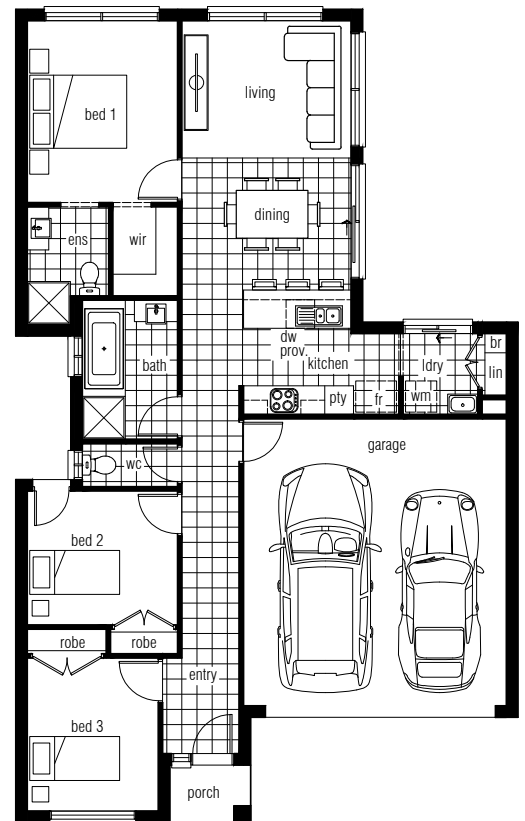 bed 1
living
dining
ens
wir
dw
prov.
kitchen
bath
ldry
br
lin
pty
fr
wm
garage
wc
bed 2
robe
robe
entry
bed 3
porch